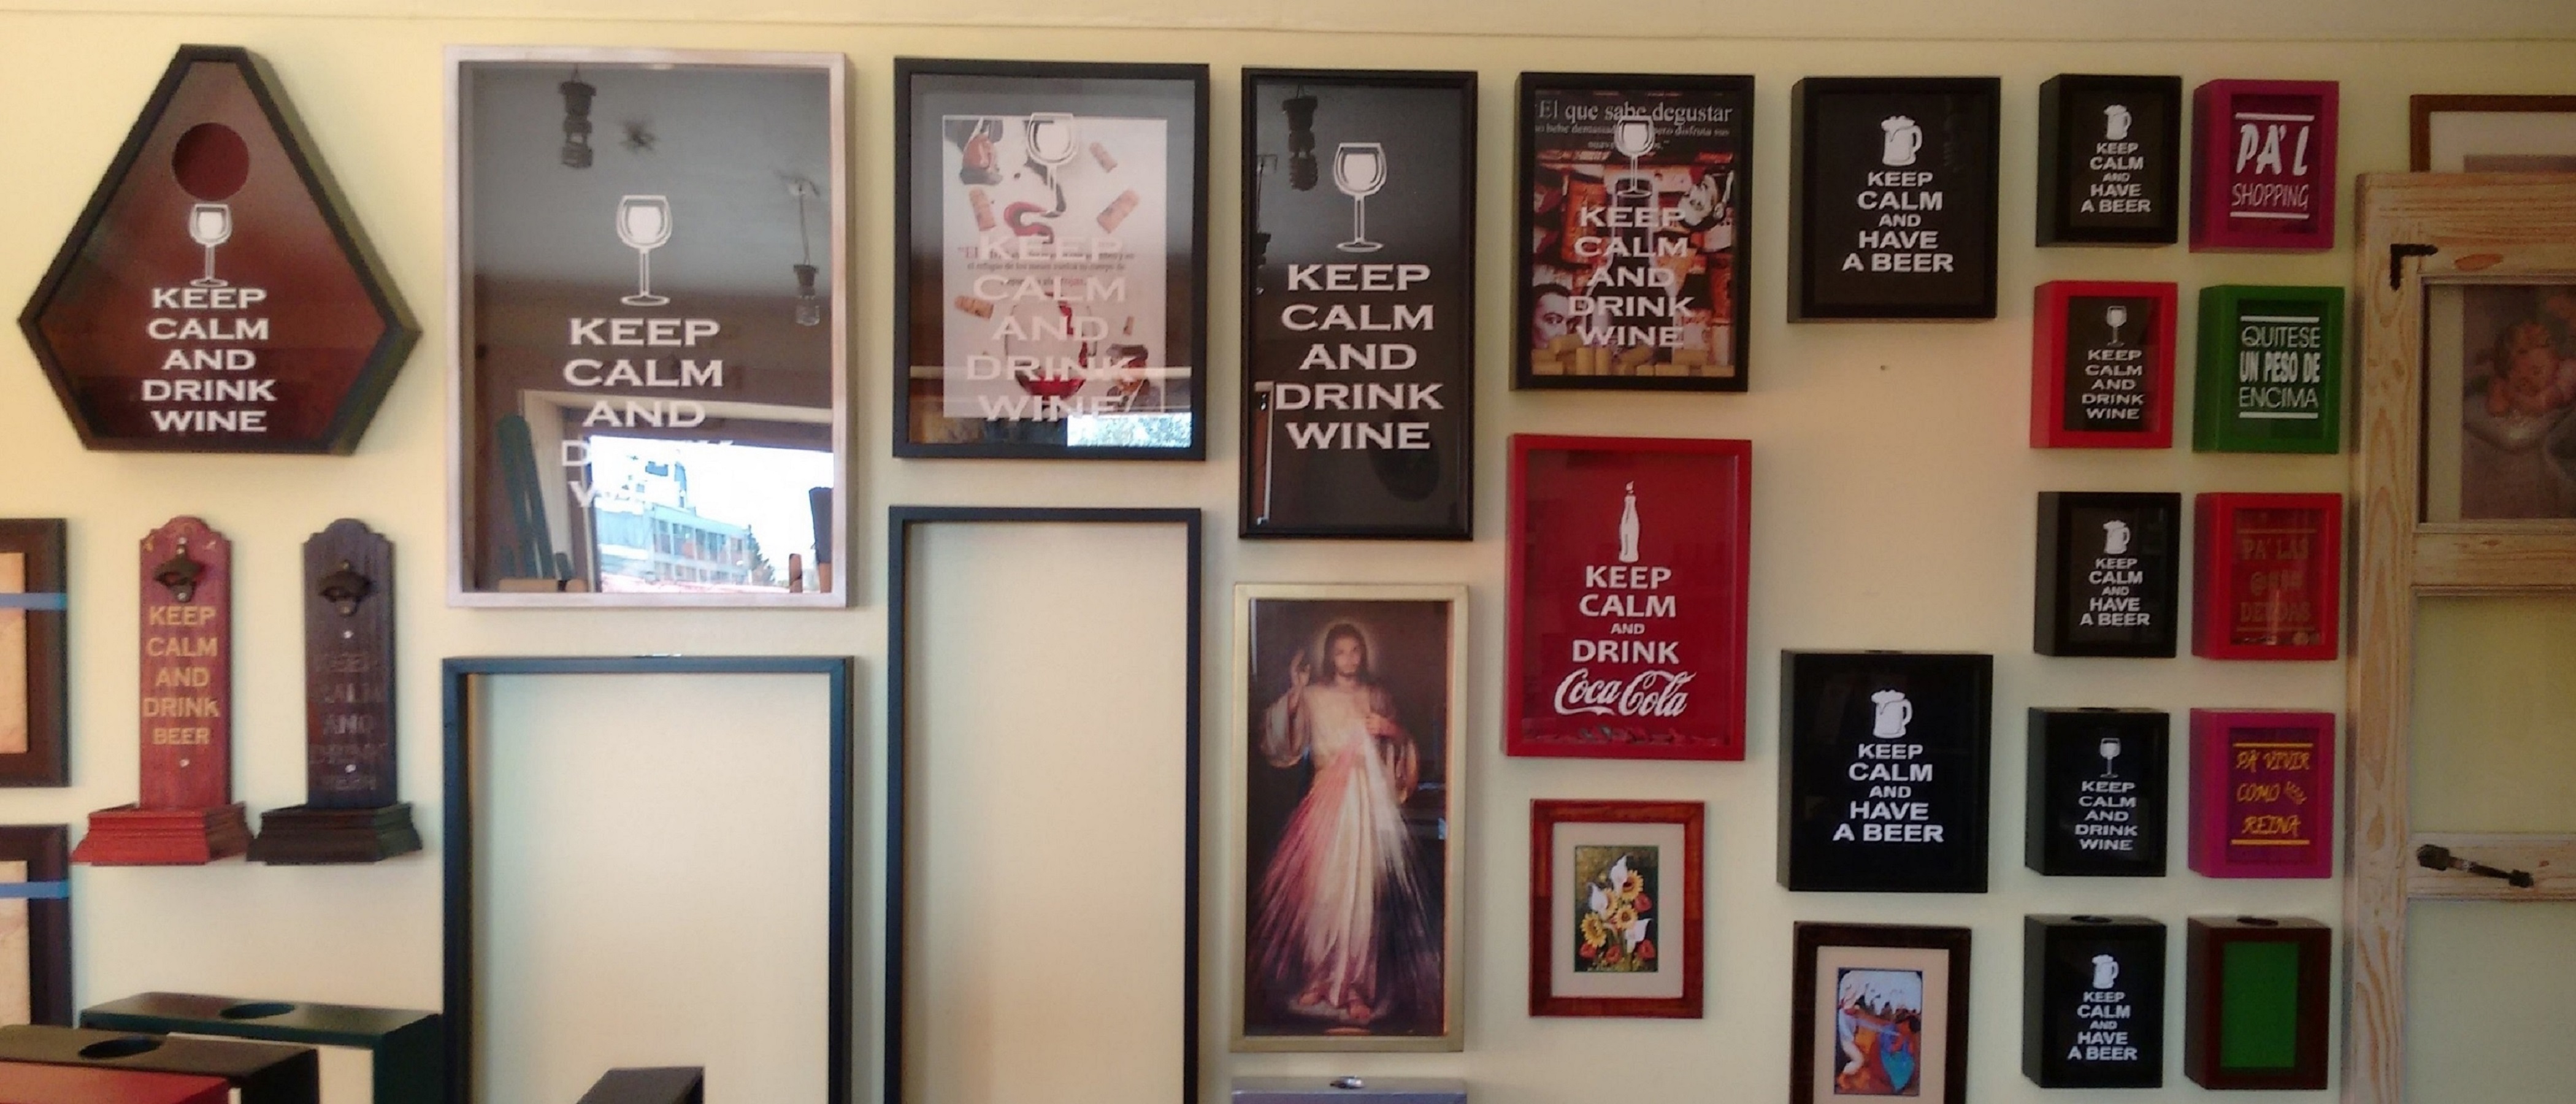 KEEP
CALM
AND
DRINK
WINE
KEEP
CALM
AND
KEEP
CALM
AND
DRINK
WINE
KEEP
CALM
AND
DRINK
WINE
El que sabe degustar
KEEP
CALM
AND
DRINK
WINE
KEEP
CALM
AND
HAVE
A BEER
KEEP
CALM
AND
HAVE
A BEER
PA'L
SHOPPING
KEEP
CALM
AND
DRINK
WINE
QUITESE
UN PESO DE
ENCIMA
KEEP
CALM
AND
DRINK
Coca-Cola
KEEP
CALM
AND
HAVE
A BEER
PA' LAS
DEUDAS
KEEP
CALM
AND
DRINK
BEER
KEEP
CALM
AND
KEEP
CALM
AND
HAVE
A BEER
KEEP
CALM
AND
DRINK
WINE
PA' VIVIR
COMO
REINA
KEEP
CALM
AND
HAVE
A BEER